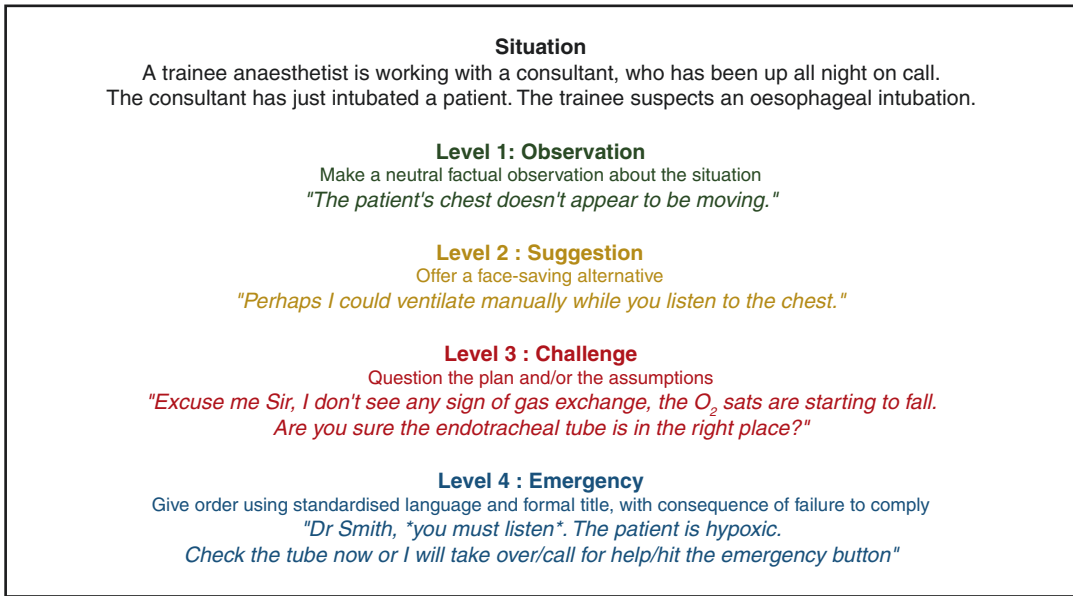 Situation
A trainee anaesthetist is working with a consultant, who has been up all night on call.
The consultant has just intubated a patient. The trainee suspects an oesophageal intubation.
Level 1: Observation
Make a neutral factual observation about the situation
"The patient's chest doesn't appear to be moving."
Level 2 : Suggestion
Offer a face-saving alternative
"Perhaps I could ventilate manually while you listen to the chest."
Level 3 : Challenge
Question the plan and/or the assumptions
"Excuse me Sir, I don't see any sign of gas exchange, the O₂ sats are starting to fall.
Are you sure the endotracheal tube is in the right place?"
Level 4 : Emergency
Give order using standardised language and formal title, with consequence of failure to comply
"Dr Smith, *you must listen*. The patient is hypoxic.
Check the tube now or I will take over/call for help/hit the emergency button"